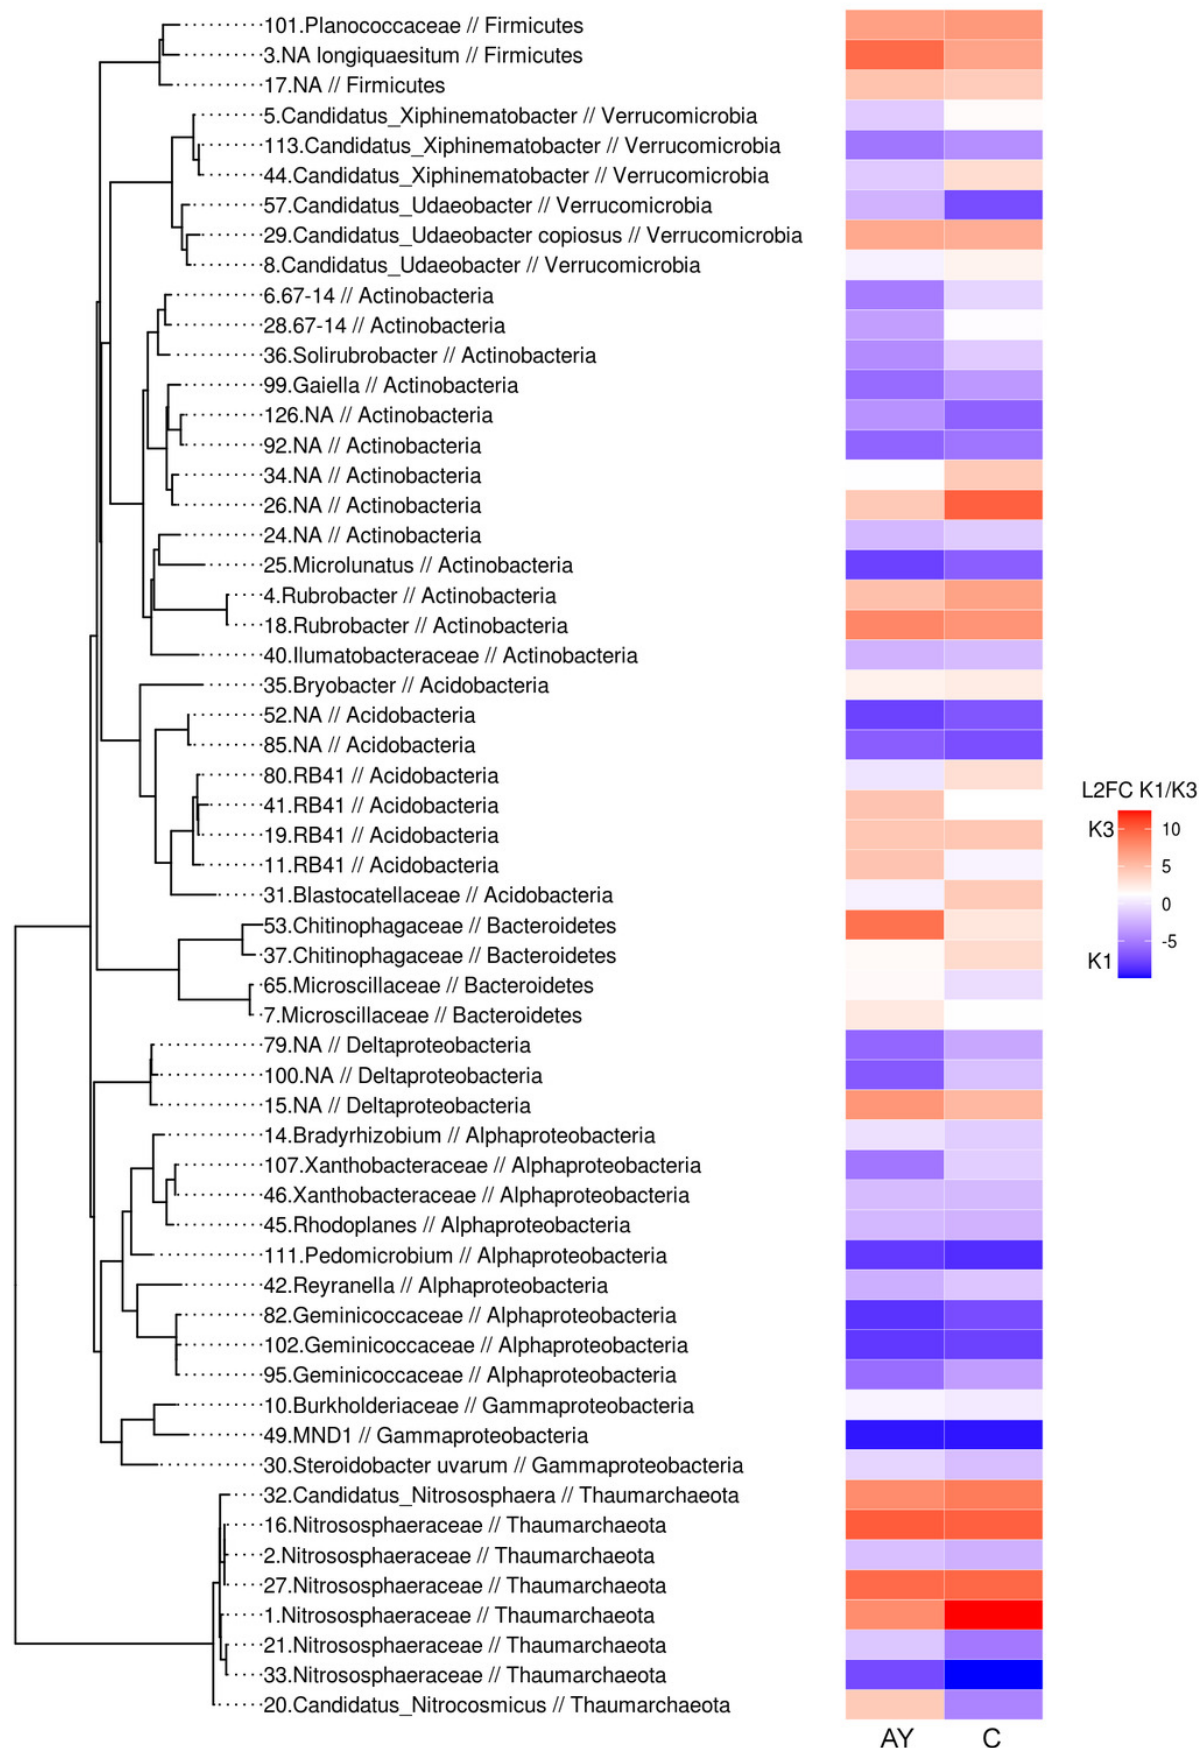 101.Planococcaceae // Firmicutes
3.NA longiquaesitum // Firmicutes
17.NA // Firmicutes
5.Candidatus_Xiphinematobacter // Verrucomicrobia
113.Candidatus_Xiphinematobacter // Verrucomicrobia
44.Candidatus_Xiphinematobacter // Verrucomicrobia
57.Candidatus_Udaeobacter // Verrucomicrobia
29.Candidatus_Udaeobacter copiosus // Verrucomicrobia
8.Candidatus_Udaeobacter // Verrucomicrobia
6.67-14 // Actinobacteria
28.67-14 // Actinobacteria
36.Solirubrobacter // Actinobacteria
99.Gaiella // Actinobacteria
126.NA // Actinobacteria
92.NA // Actinobacteria
34.NA // Actinobacteria
26.NA // Actinobacteria
24.NA // Actinobacteria
25.Microlunatus // Actinobacteria
4.Rubrobacter // Actinobacteria
18.Rubrobacter // Actinobacteria
40.Ilumatobacteraceae // Actinobacteria
35.Bryobacter // Acidobacteria
52.NA // Acidobacteria
85.NA // Acidobacteria
80.RB41 // Acidobacteria
41.RB41 // Acidobacteria
19.RB41 // Acidobacteria
11.RB41 // Acidobacteria
31.Blastocatellaceae // Acidobacteria
53.Chitinophagaceae // Bacteroidetes
37.Chitinophagaceae // Bacteroidetes
65.Microscillaceae // Bacteroidetes
7.Microscillaceae // Bacteroidetes
79.NA // Deltaproteobacteria
100.NA // Deltaproteobacteria
15.NA // Deltaproteobacteria
14.Bradyrhizobium // Alphaproteobacteria
107.Xanthobacteraceae // Alphaproteobacteria
46.Xanthobacteraceae // Alphaproteobacteria
45.Rhodoplanes // Alphaproteobacteria
111.Pedomicrobium // Alphaproteobacteria
42.Reyranella // Alphaproteobacteria
82.Geminicoccaceae // Alphaproteobacteria
102.Geminicoccaceae // Alphaproteobacteria
95.Geminicoccaceae // Alphaproteobacteria
10.Burkholderiaceae // Gammaproteobacteria
49.MND1 // Gammaproteobacteria
30.Steroidobacter uvarum // Gammaproteobacteria
32.Candidatus_Nitrososphaera // Thaumarchaeota
16.Nitrososphaeraceae // Thaumarchaeota
2.Nitrososphaeraceae // Thaumarchaeota
27.Nitrososphaeraceae // Thaumarchaeota
1.Nitrososphaeraceae // Thaumarchaeota
21.Nitrososphaeraceae // Thaumarchaeota
33.Nitrososphaeraceae // Thaumarchaeota
20.Candidatus_Nitrocosmicus // Thaumarchaeota
AY C
L2FC K1/K3
K3 10
5
0
-5
K1